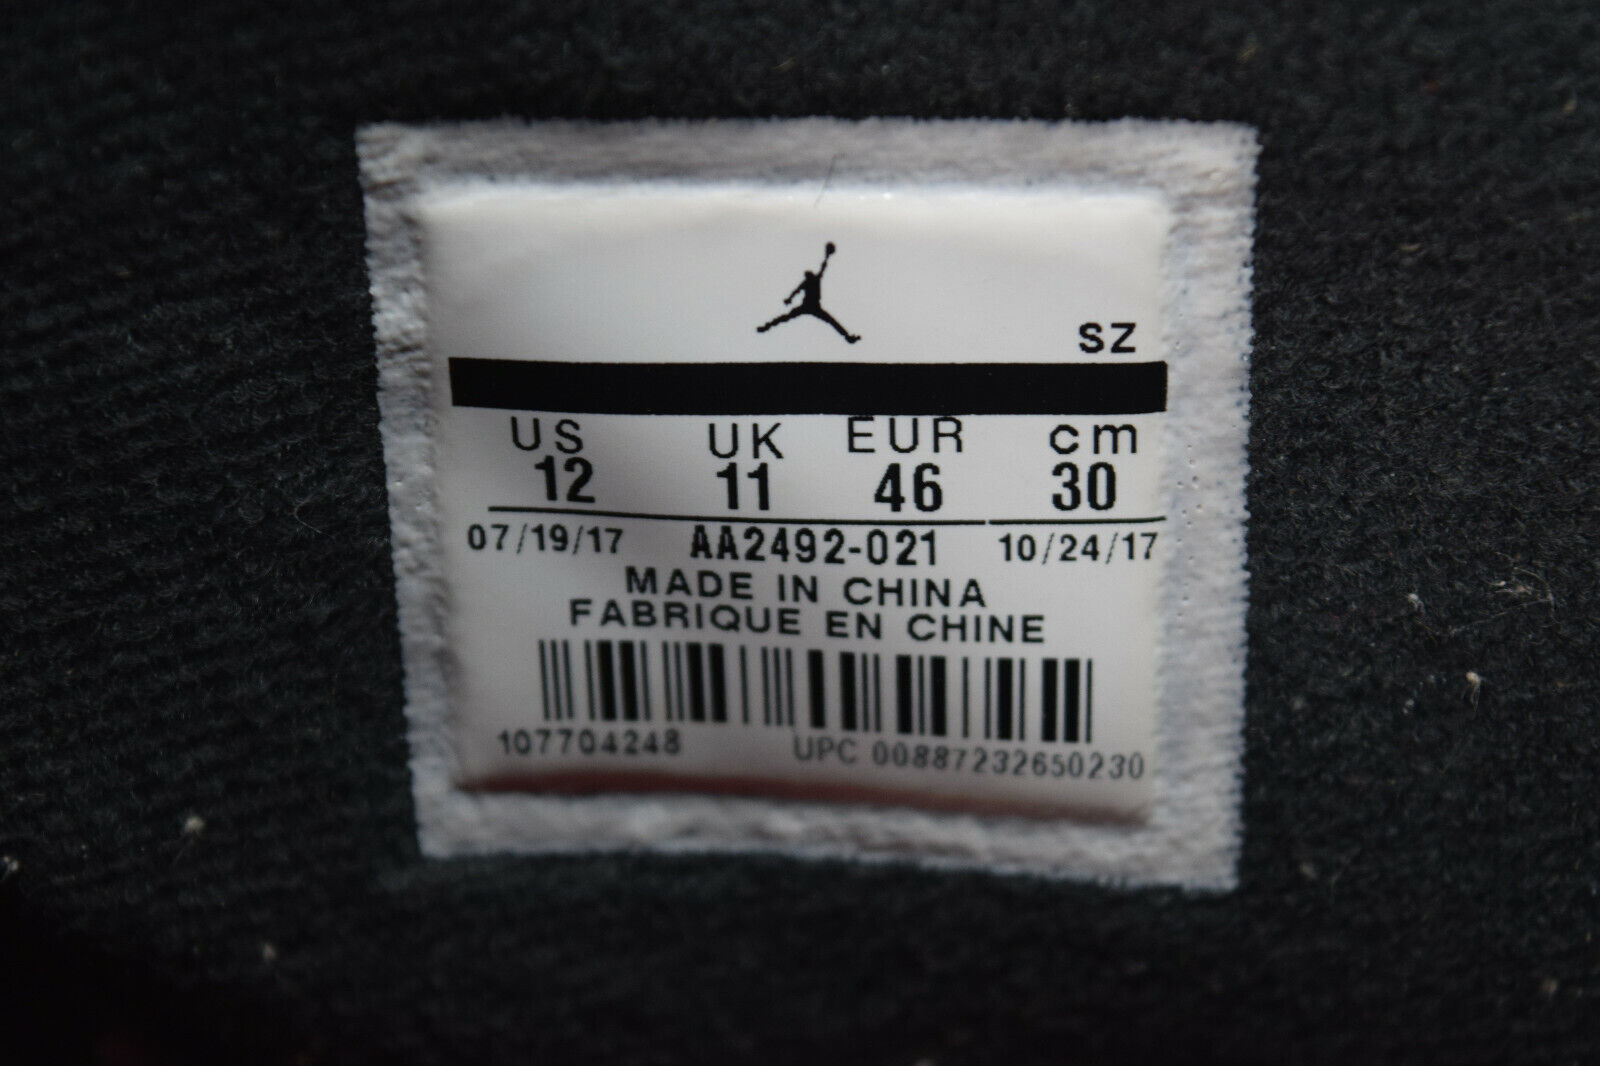 SZ
US UK EUR cm
12 11 46 30
07/19/17 AA2492-021 10/24/17
MADE IN CHINA
FABRIQUE EN CHINE
107704248 UPC 00887232650230